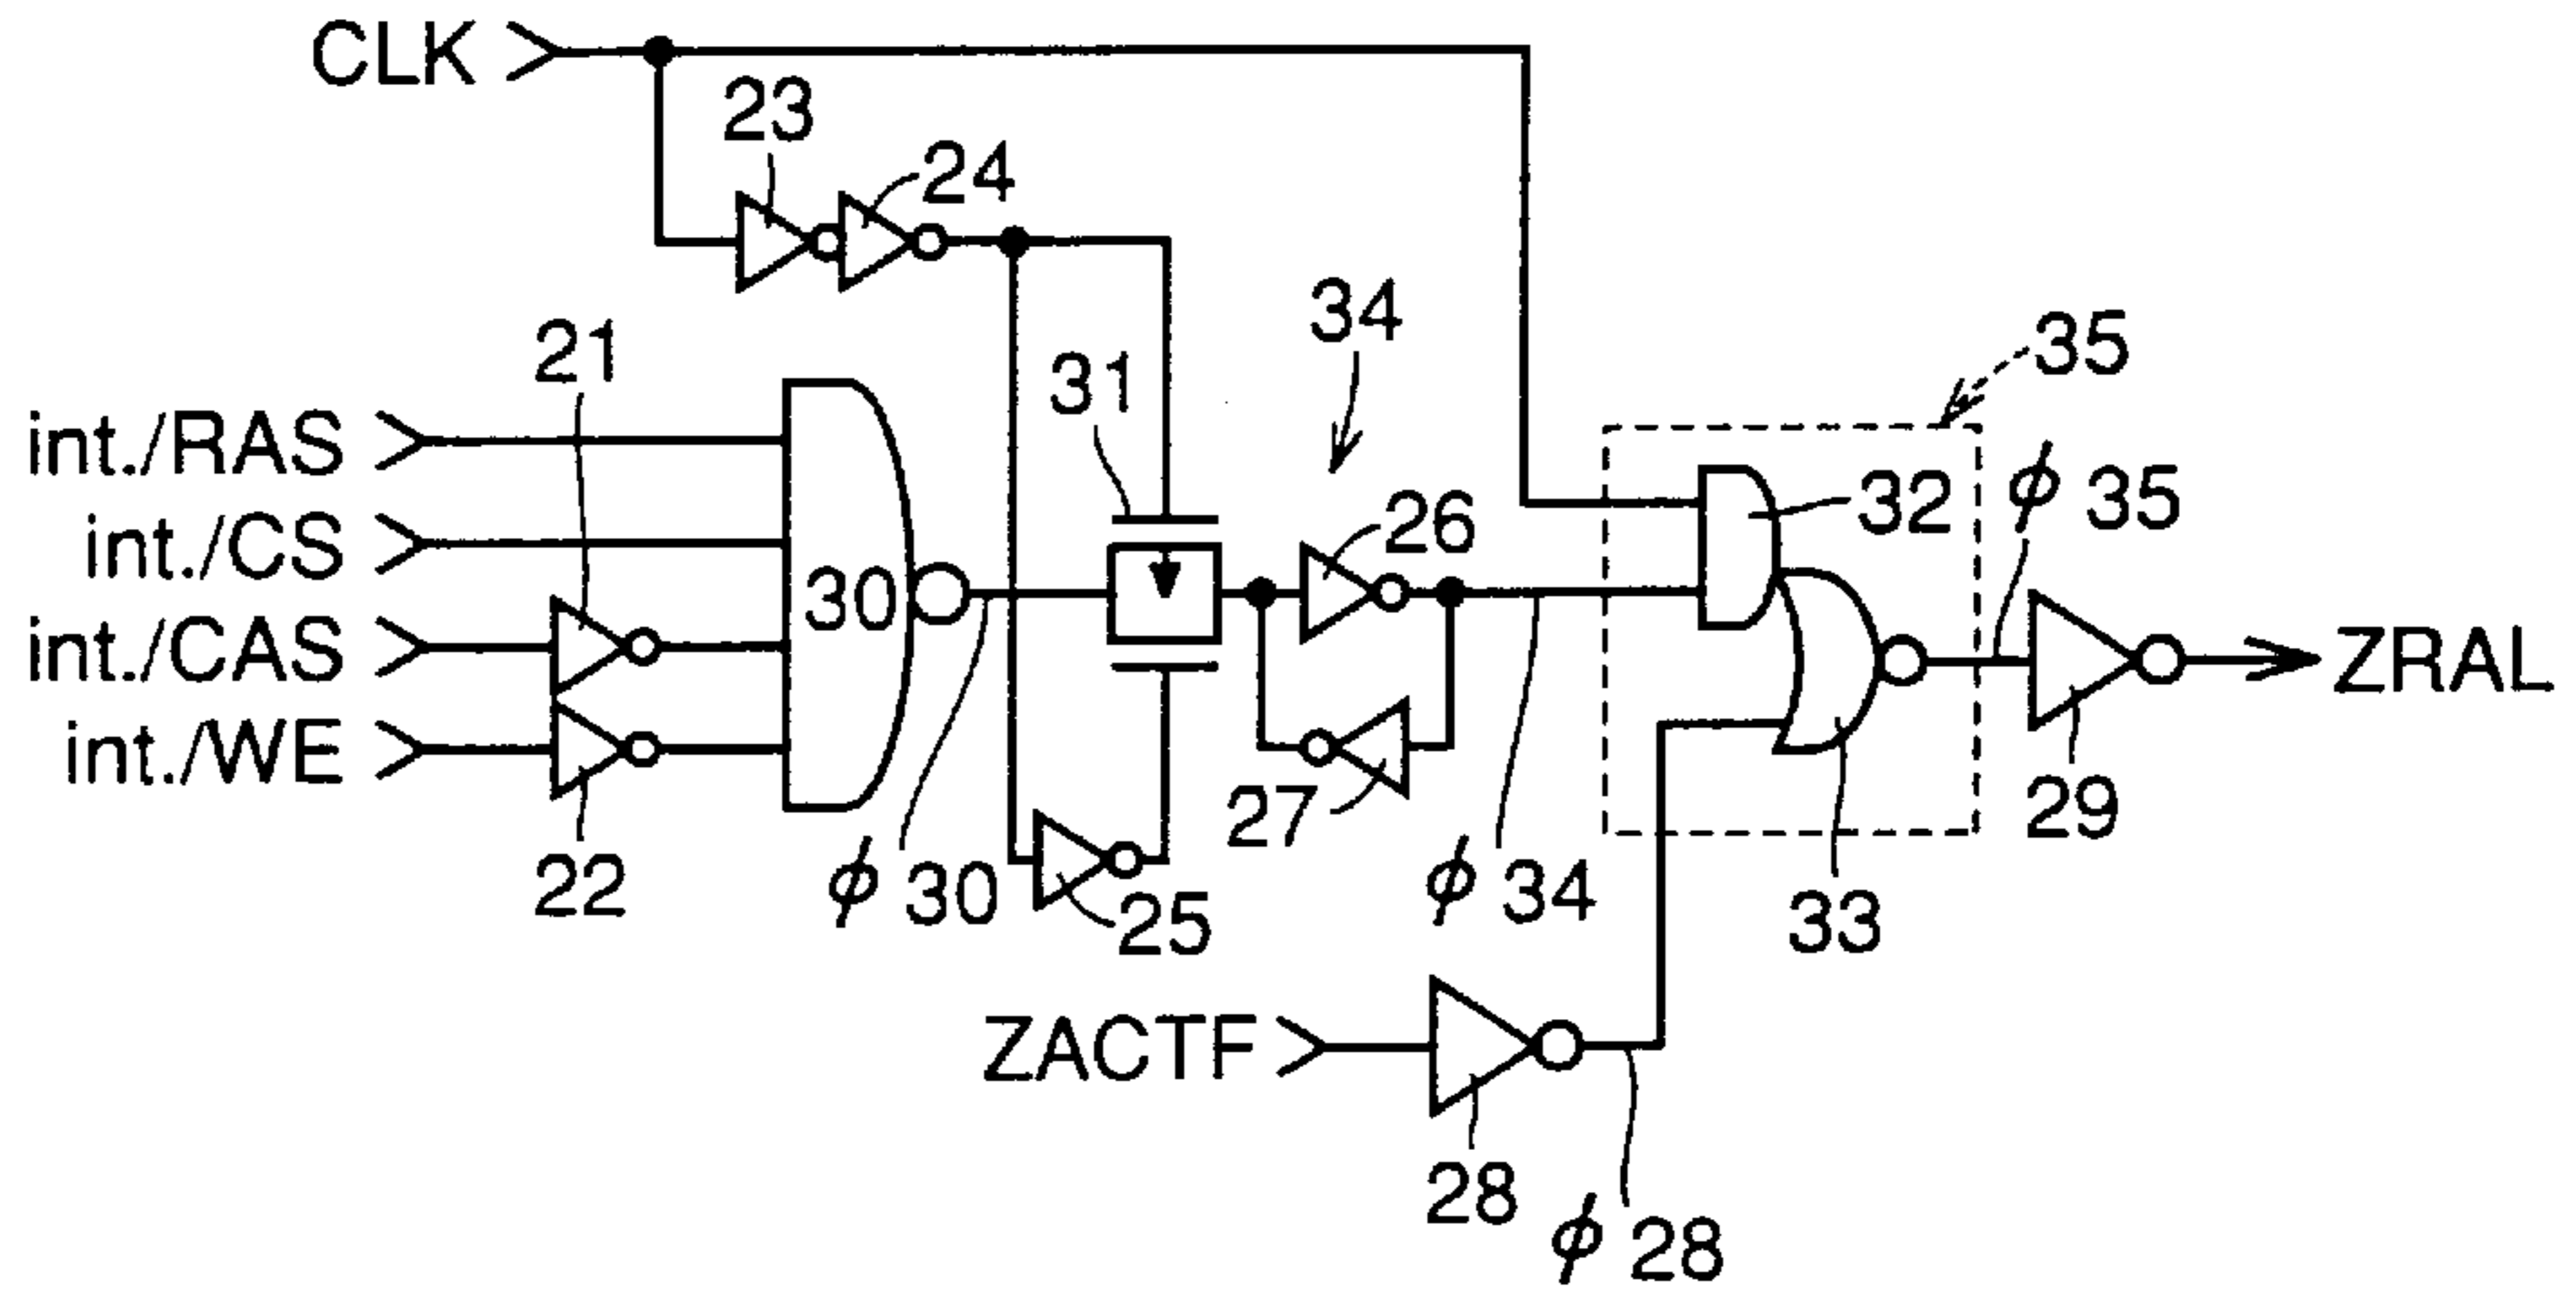 CLK
23
24
34
21
31
35
int./RAS
26
32
φ 35
int./CS
30
int./CAS
ZRAL
int./WE
27
29
22
φ 30
25
φ 34
33
ZACTF
28
φ 28